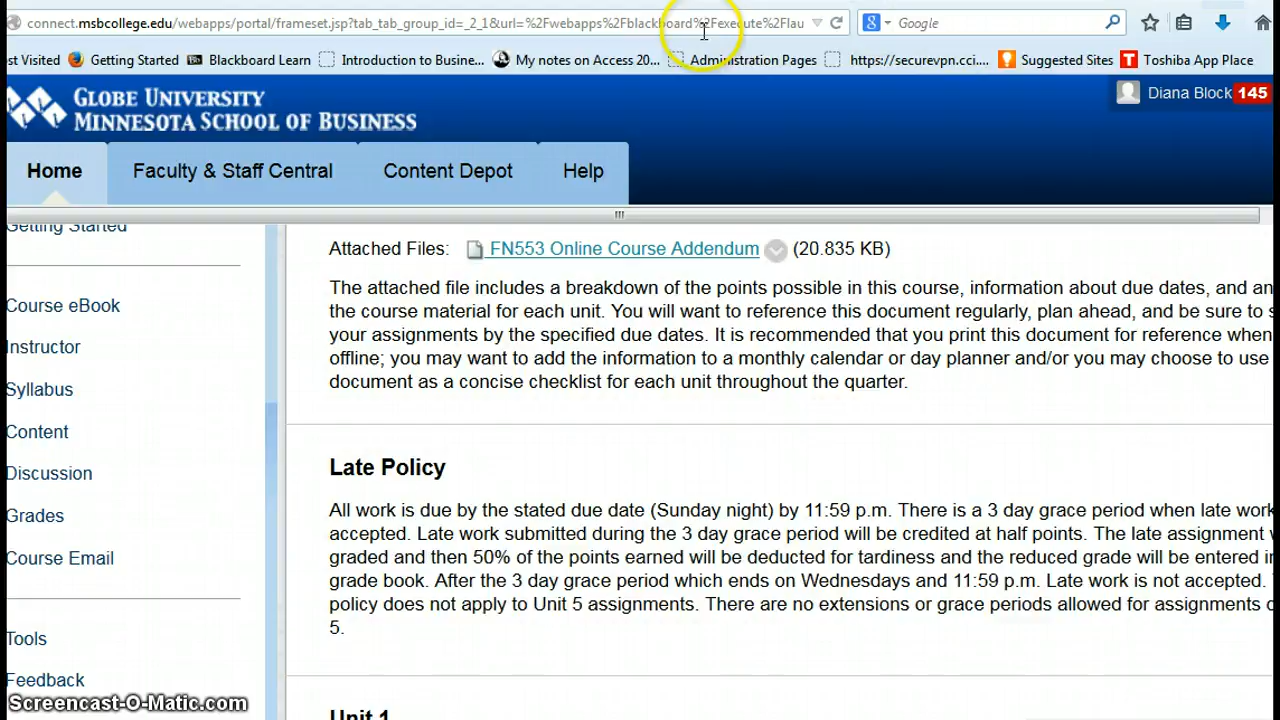 connect.msbcollege.edu/webapps/portal/frameset.jsp?tab_tab_group_id=_2_1&url=%2Fwebapps%2Fblackboard%2Fexecute%2Flau
Google
est Visited Getting Started Blackboard Learn Introduction to Busine... My notes on Access 20... Administration Pages https://securevpn.cci.... Suggested Sites Toshiba App Place
GLOBE UNIVERSITY
MINNESOTA SCHOOL OF BUSINESS
Diana Block 145
Home Faculty & Staff Central Content Depot Help
Getting Started
Course eBook
Instructor
Syllabus
Content
Discussion
Grades
Course Email
Tools
Feedback
Attached Files: FN553 Online Course Addendum (20.835 KB)
The attached file includes a breakdown of the points possible in this course, information about due dates, and an
the course material for each unit. You will want to reference this document regularly, plan ahead, and be sure to s
your assignments by the specified due dates. It is recommended that you print this document for reference when
offline; you may want to add the information to a monthly calendar or day planner and/or you may choose to use
document as a concise checklist for each unit throughout the quarter.
Late Policy
All work is due by the stated due date (Sunday night) by 11:59 p.m. There is a 3 day grace period when late work
accepted. Late work submitted during the 3 day grace period will be credited at half points. The late assignment
graded and then 50% of the points earned will be deducted for tardiness and the reduced grade will be entered in
grade book. After the 3 day grace period which ends on Wednesdays and 11:59 p.m. Late work is not accepted.
policy does not apply to Unit 5 assignments. There are no extensions or grace periods allowed for assignments
5.
Unit 1
Screencast-O-Matic.com